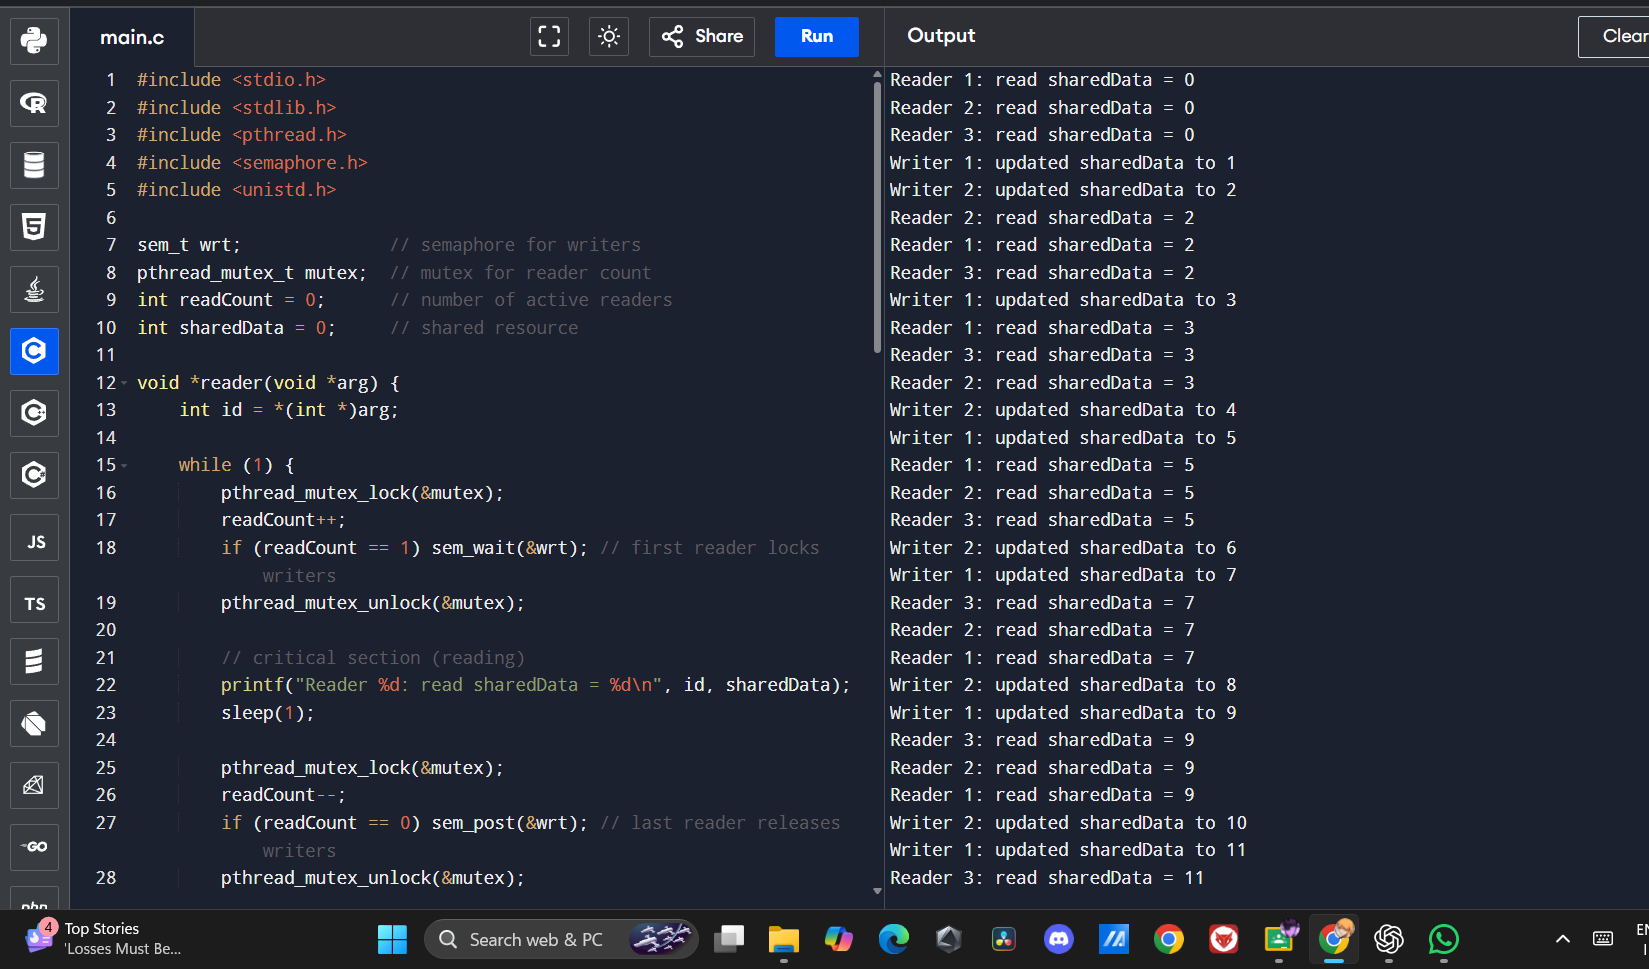 main.c
Share
Run
Output
Clear
1 #include <stdio.h>
2 #include <stdlib.h>
3 #include <pthread.h>
4 #include <semaphore.h>
5 #include <unistd.h>
6
7 sem_t wrt; // semaphore for writers
8 pthread_mutex_t mutex; // mutex for reader count
9 int readCount = 0; // number of active readers
10 int sharedData = 0; // shared resource
11
12 void *reader(void *arg) {
13 int id = *(int *)arg;
14
15 while (1) {
16 pthread_mutex_lock(&mutex);
17 readCount++;
18 if (readCount == 1) sem_wait(&wrt); // first reader locks
writers
19 pthread_mutex_unlock(&mutex);
20
21 // critical section (reading)
22 printf("Reader %d: read sharedData = %d\n", id, sharedData);
23 sleep(1);
24
25 pthread_mutex_lock(&mutex);
26 readCount--;
27 if (readCount == 0) sem_post(&wrt); // last reader releases
writers
28 pthread_mutex_unlock(&mutex);
Reader 1: read sharedData = 0
Reader 2: read sharedData = 0
Reader 3: read sharedData = 0
Writer 1: updated sharedData to 1
Writer 2: updated sharedData to 2
Reader 2: read sharedData = 2
Reader 1: read sharedData = 2
Reader 3: read sharedData = 2
Writer 1: updated sharedData to 3
Reader 1: read sharedData = 3
Reader 3: read sharedData = 3
Reader 2: read sharedData = 3
Writer 2: updated sharedData to 4
Writer 1: updated sharedData to 5
Reader 1: read sharedData = 5
Reader 2: read sharedData = 5
Reader 3: read sharedData = 5
Writer 2: updated sharedData to 6
Writer 1: updated sharedData to 7
Reader 3: read sharedData = 7
Reader 2: read sharedData = 7
Reader 1: read sharedData = 7
Writer 2: updated sharedData to 8
Writer 1: updated sharedData to 9
Reader 3: read sharedData = 9
Reader 2: read sharedData = 9
Reader 1: read sharedData = 9
Writer 2: updated sharedData to 10
Writer 1: updated sharedData to 11
Reader 3: read sharedData = 11
R
5
C
C
C#
JS
TS
GO
php
4
Top Stories
'Losses Must Be...
Search web & PC
EN